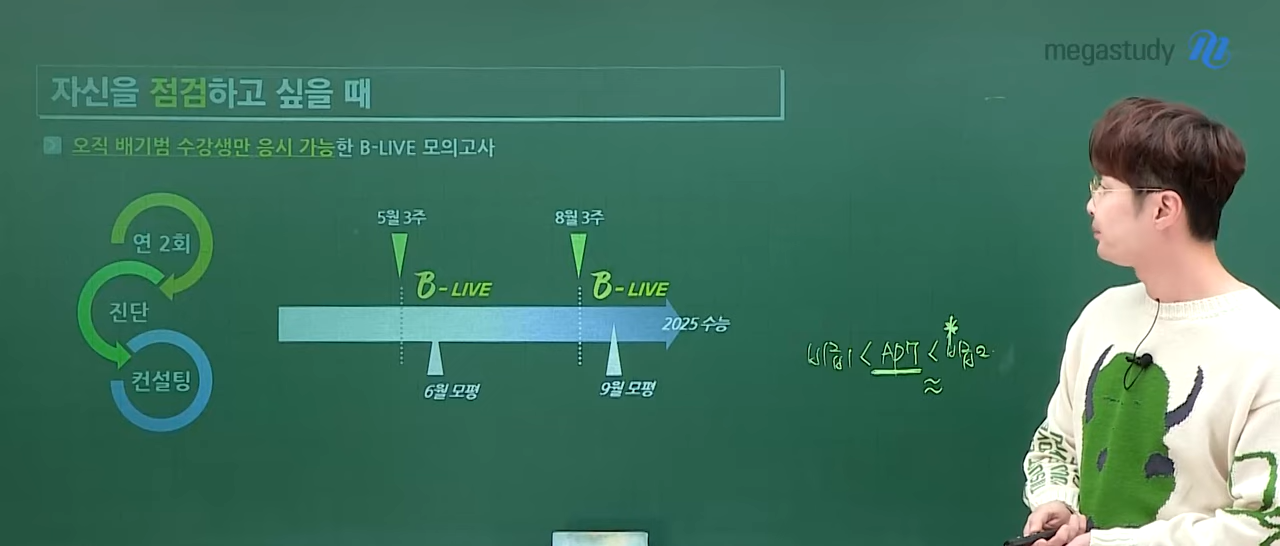 megastudy
자신을 점검하고 싶을 때
오직 배기범 수강생만 응시 가능한 B-LIVE 모의고사
연 2회
진단
컨설팅
5월 3주
8월 3주
B-LIVE
B-LIVE
2025 수능
6월 모평
9월 모평
비급1 < ADM < 비급2
≈